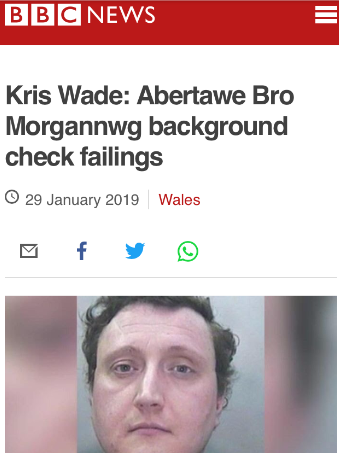 BBC NEWS
Kris Wade: Abertawe Bro
Morgannwg background
check failings
29 January 2019 Wales